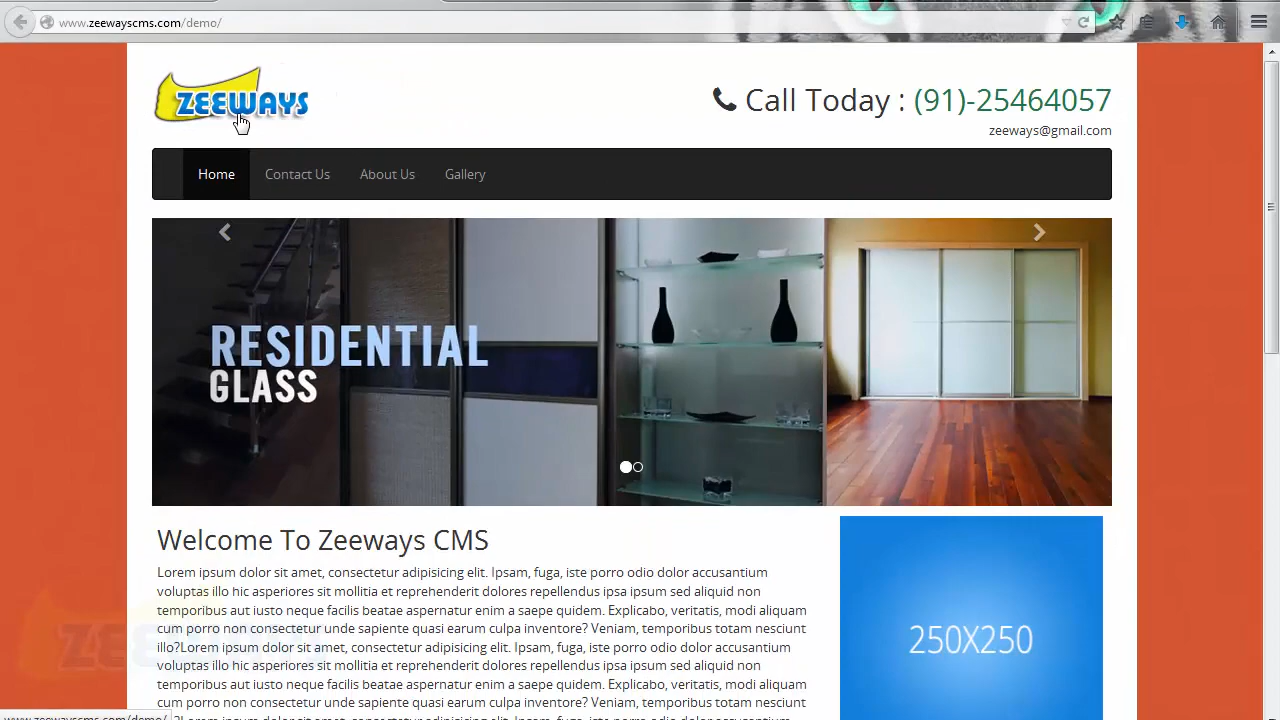 www.zeewayscms.com/demo/
ZEEWAYS
Call Today : (91)-25464057
zeeways@gmail.com
Home Contact Us About Us Gallery
RESIDENTIAL
GLASS
Welcome To Zeeways CMS
Lorem ipsum dolor sit amet, consectetur adipisicing elit. Ipsam, fuga, iste porro odio dolor accusantium
voluptas illo hic asperiores sit mollitia et reprehenderit dolores repellendus ipsa ipsum sed aliquid non
temporibus aut iusto neque facilis beatae aspernatur enim a saepe quidem. Explicabo, veritatis, modi aliquam
cum porro non consectetur unde sapiente quasi earum culpa inventore? Veniam, temporibus totam nesciunt
illo?Lorem ipsum dolor sit amet, consectetur adipisicing elit. Ipsam, fuga, iste porro odio dolor accusantium
voluptas illo hic asperiores sit mollitia et reprehenderit dolores repellendus ipsa ipsum sed aliquid non
temporibus aut iusto neque facilis beatae aspernatur enim a saepe quidem. Explicabo, veritatis, modi aliquam
cum porro non consectetur unde sapiente quasi earum culpa inventore? Veniam, temporibus totam nesciunt
250X250
www.zeewayscms.com/demo/